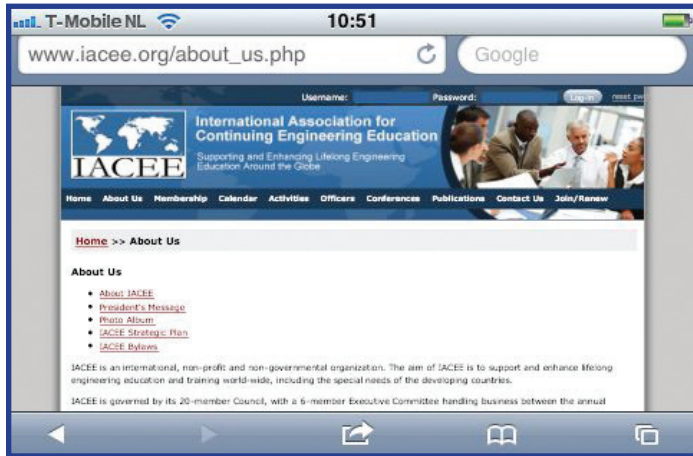 T-Mobile NL 10:51
www.iacee.org/about_us.php Google
Username: Password: Log-in reset pw
International Association for
Continuing Engineering Education
IACEE
Supporting and Enhancing Lifelong Engineering
Education Around the Globe
Home About Us Membership Calendar Activities Officers Conferences Publications Contact Us Join/Renew
Home >> About Us
About Us
About IACEE
President's Message
Photo Album
IACEE Strategic Plan
IACEE Bylaws
IACEE is an international, non-profit and non-governmental organization. The aim of IACEE is to support and enhance lifelong
engineering education and training world-wide, including the special needs of the developing countries.
IACEE is governed by its 20-member Council, with a 6-member Executive Committee handling business between the annual